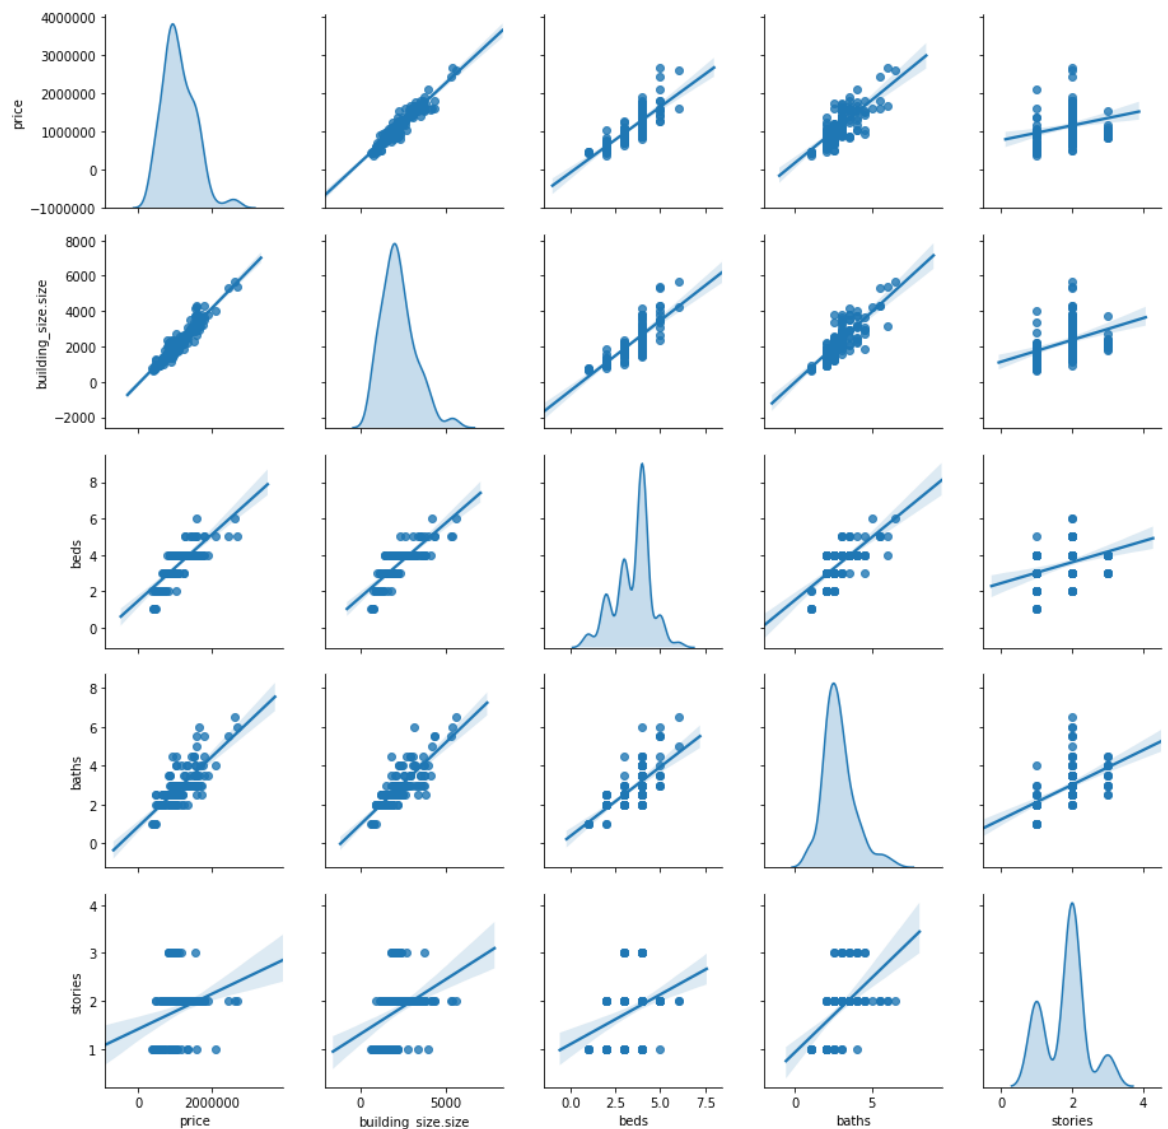 4000000
3000000
2000000
1000000
0
−1000000
price
8000
6000
4000
2000
0
−2000
building_size.size
8
6
4
2
0
beds
8
6
4
2
0
baths
4
3
2
1
stories
0 2000000
price
0 5000
building_size.size
0.0 2.5 5.0 7.5
beds
0 5
baths
0 2 4
stories